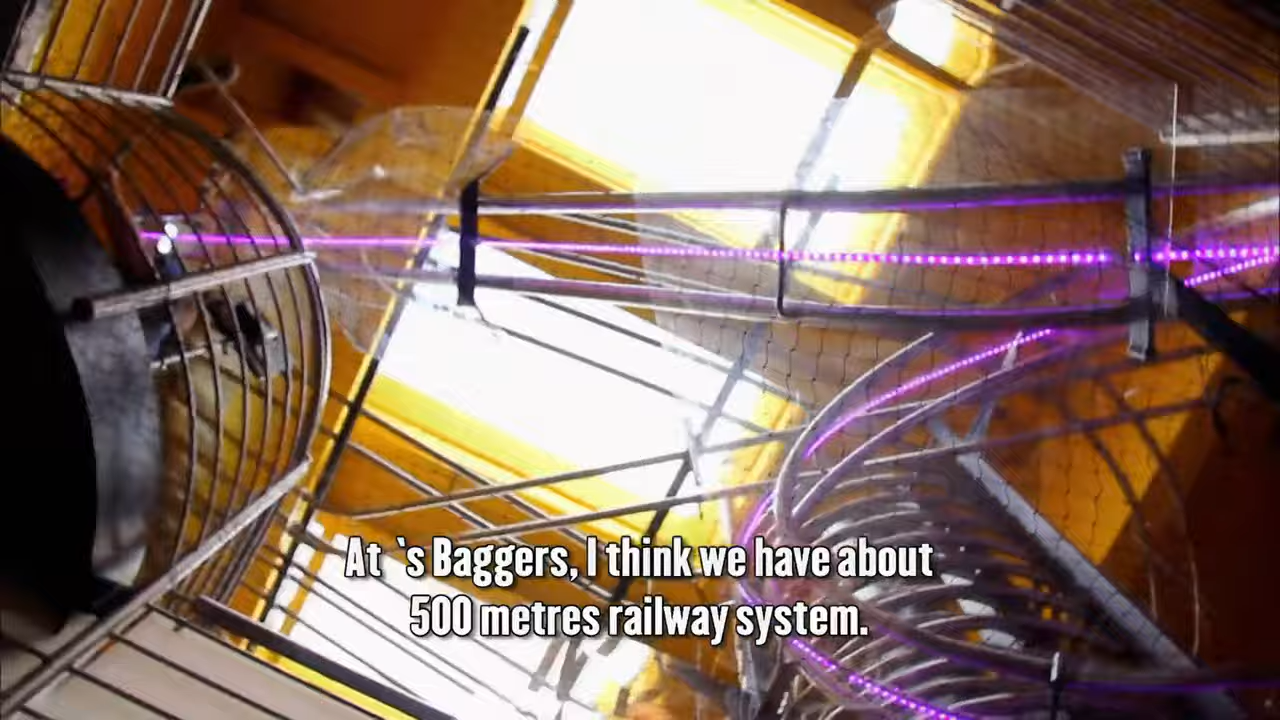 At `s Baggers, I think we have about
500 metres railway system.